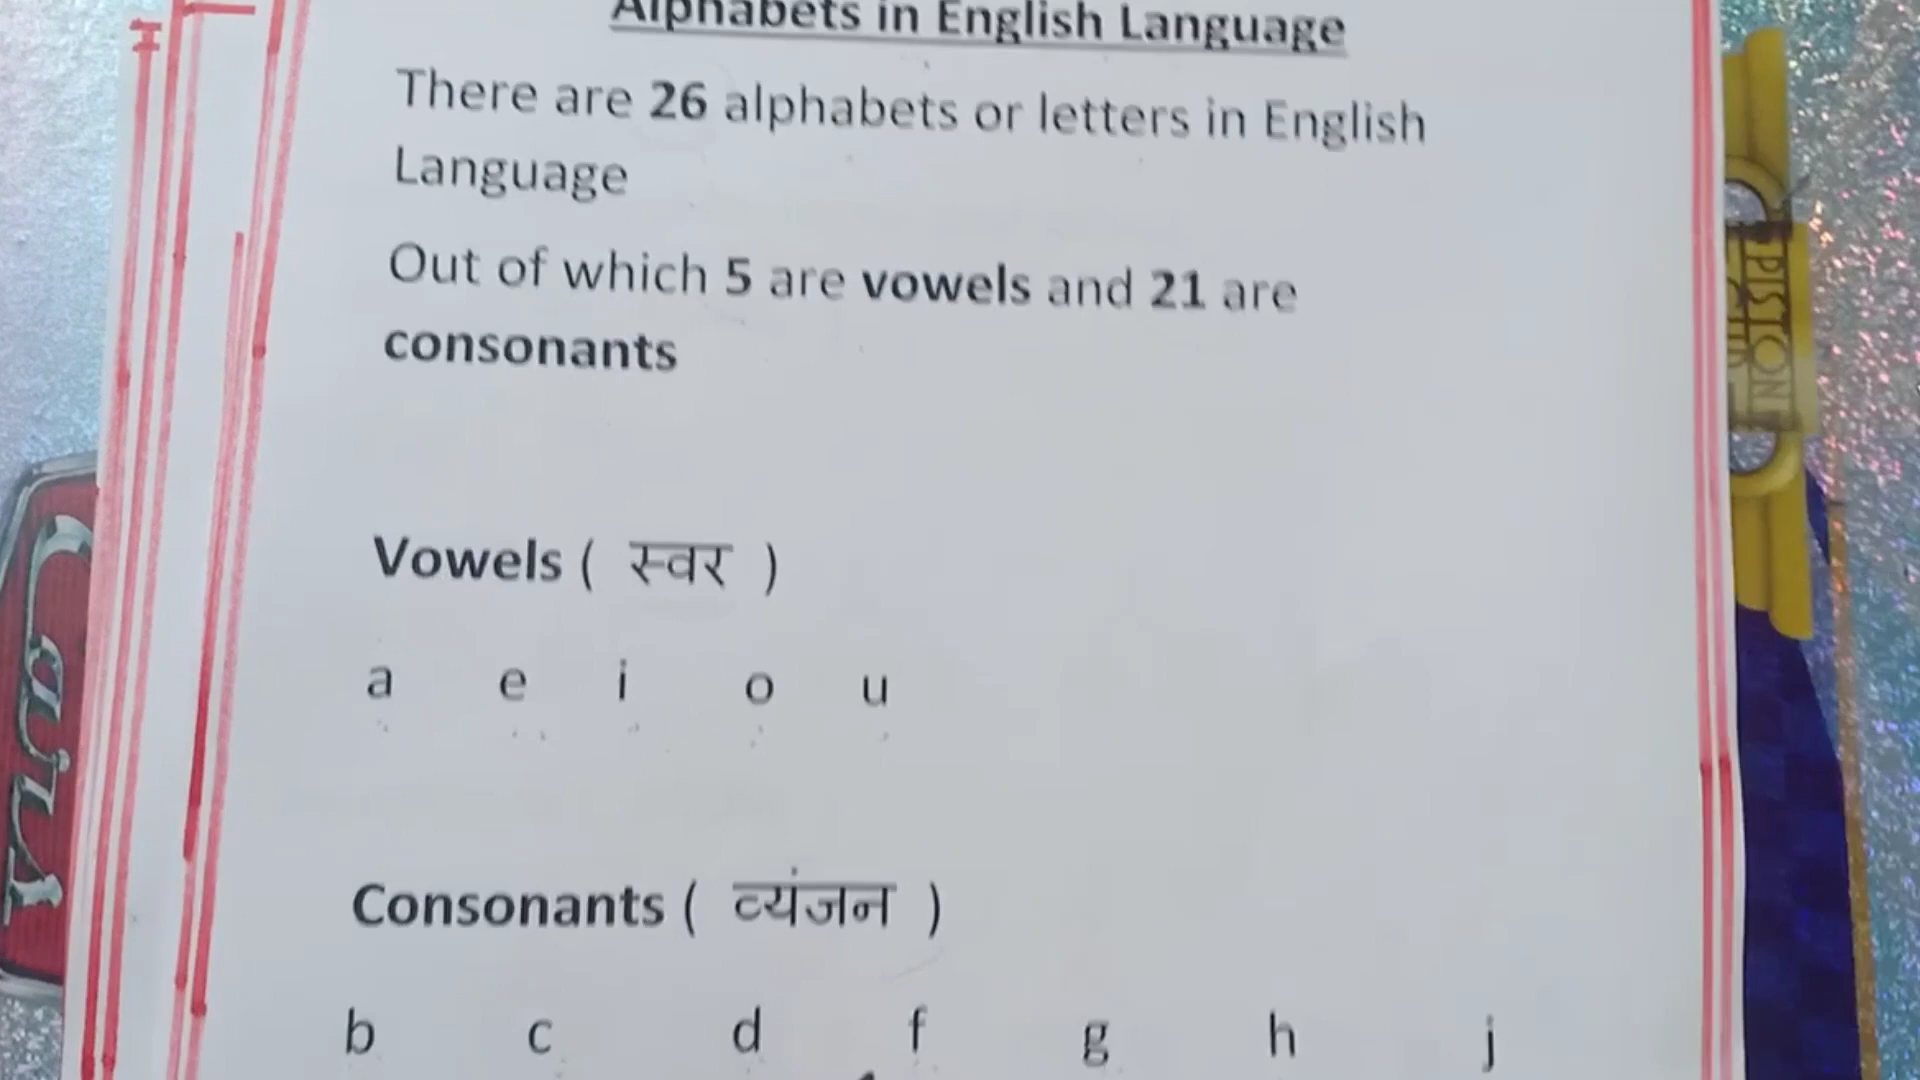 Alphabets in English Language
There are 26 alphabets or letters in English
Language
Out of which 5 are vowels and 21 are
consonants
Vowels ( स्वर )
a e i o u
Consonants ( व्यंजन )
b c d f g h j
PISTON